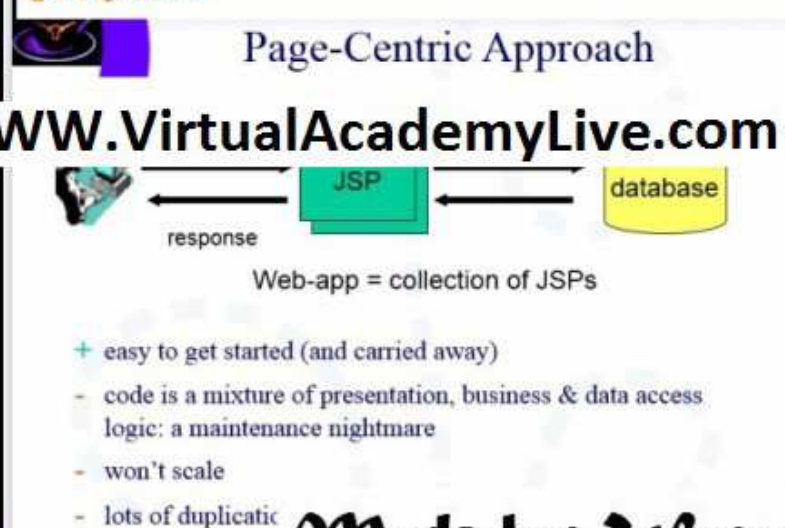 Page-Centric Approach
WW.VirtualAcademyLive.com
JSP
database
response
Web-app = collection of JSPs
+ easy to get started (and carried away)
- code is a mixture of presentation, business & data access
logic: a maintenance nightmare
- won't scale
- lots of duplicatic